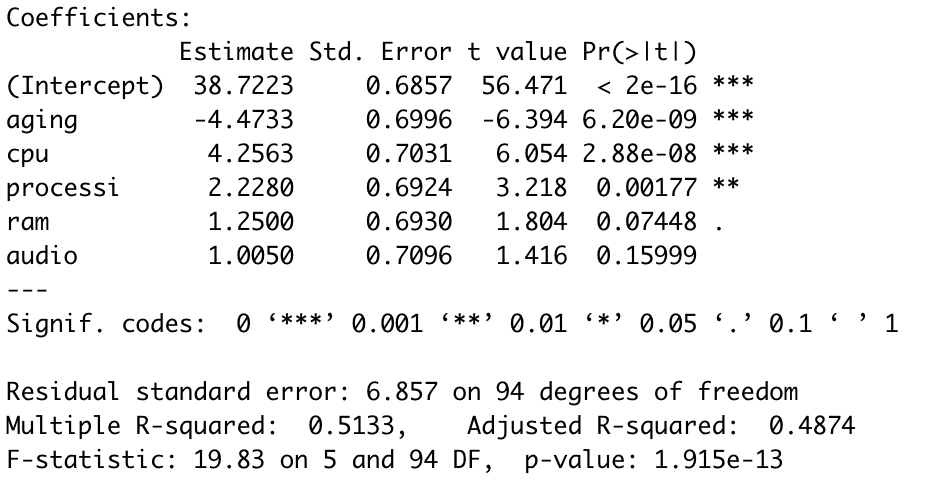 Coefficients:
            Estimate Std. Error t value Pr(>|t|)
(Intercept)  38.7223     0.6857  56.471  < 2e-16 ***
aging        -4.4733     0.6996  -6.394 6.20e-09 ***
cpu           4.2563     0.7031   6.054 2.88e-08 ***
processi      2.2280     0.6924   3.218  0.00177 **
ram           1.2500     0.6930   1.804  0.07448 .
audio         1.0050     0.7096   1.416  0.15999
---
Signif. codes:  0 ‘***’ 0.001 ‘**’ 0.01 ‘*’ 0.05 ‘.’ 0.1 ‘ ’ 1
Residual standard error: 6.857 on 94 degrees of freedom
Multiple R-squared:  0.5133,    Adjusted R-squared:  0.4874
F-statistic: 19.83 on 5 and 94 DF,  p-value: 1.915e-13